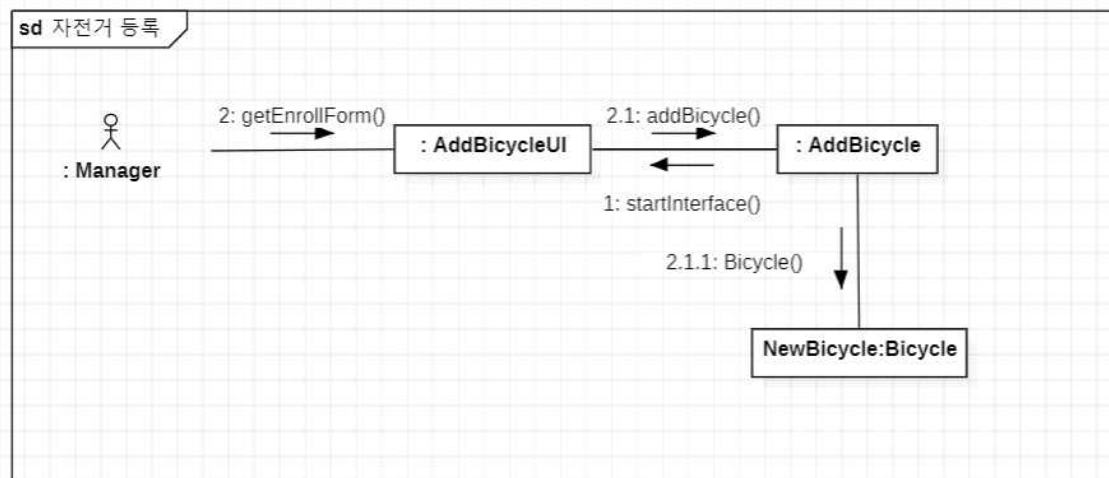 sd 자전거 등록
2: getEnrollForm()
2.1: addBicycle()
: Manager
: AddBicycleUI
: AddBicycle
1: startInterface()
2.1.1: Bicycle()
NewBicycle:Bicycle